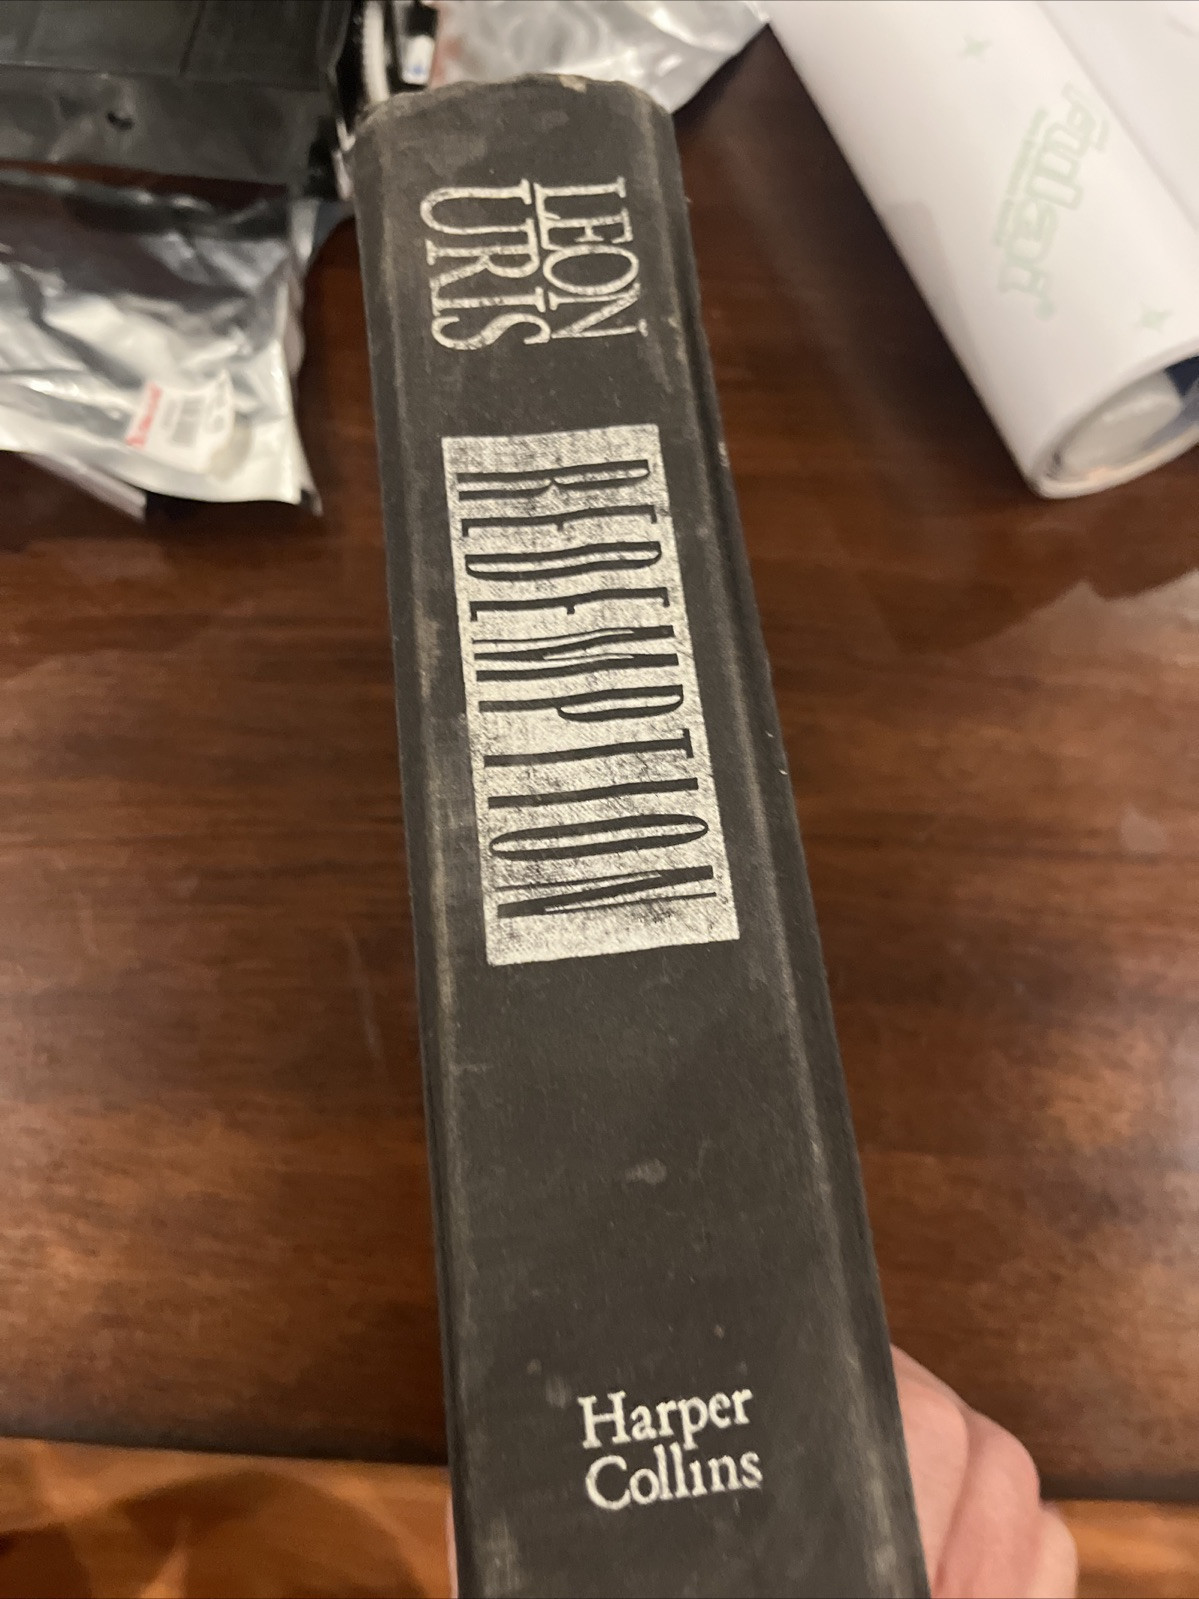 LEON
URIS
REDEMPTION
Harper
Collins